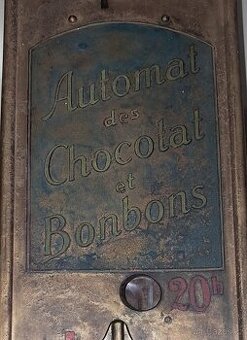 Automat
des
Chocolat
et
Bonbons
20h